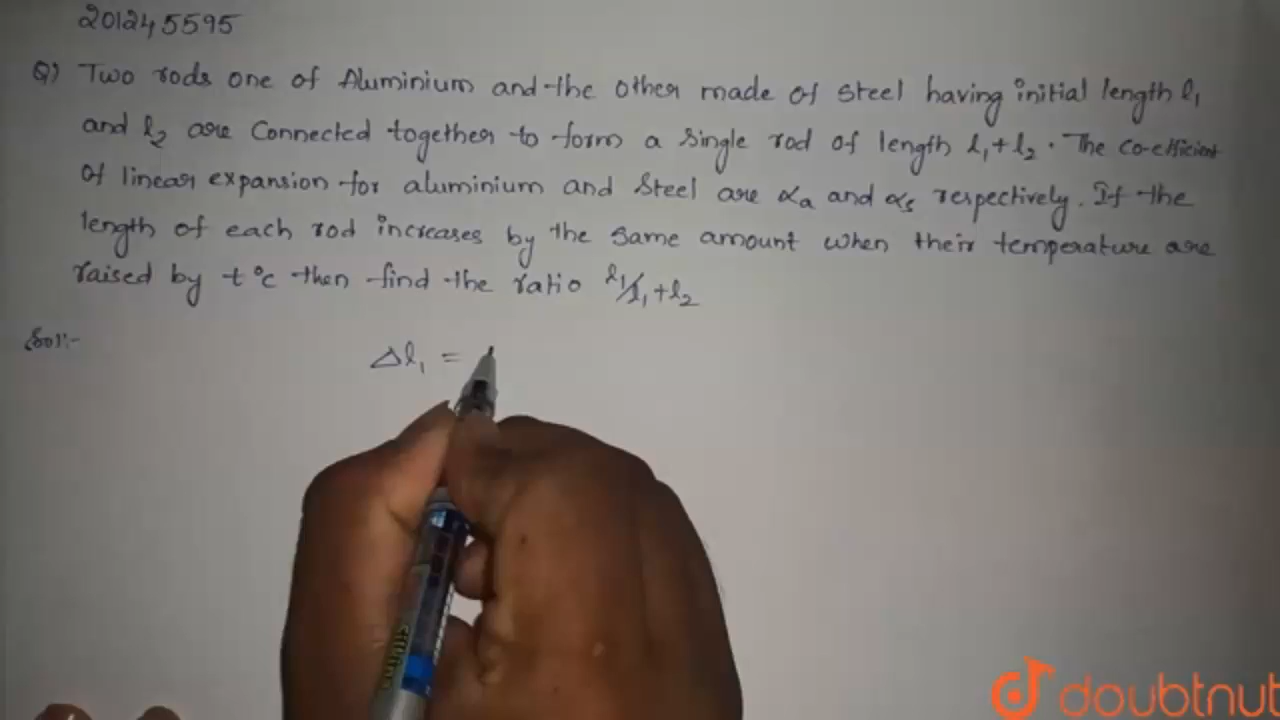 201245595
Q) Two rods one of Aluminium and the other made of steel having initial length l₁
and l₂ are connected together to form a single rod of length l₁+l₂. The co-efficient
of linear expansion for aluminium and steel are αa and αs respectively. If the
length of each rod increases by the same amount when their temperature are
raised by t°c then find the ratio l₁/l₁+l₂
Sol:-
Δl₁ =
doubtnut